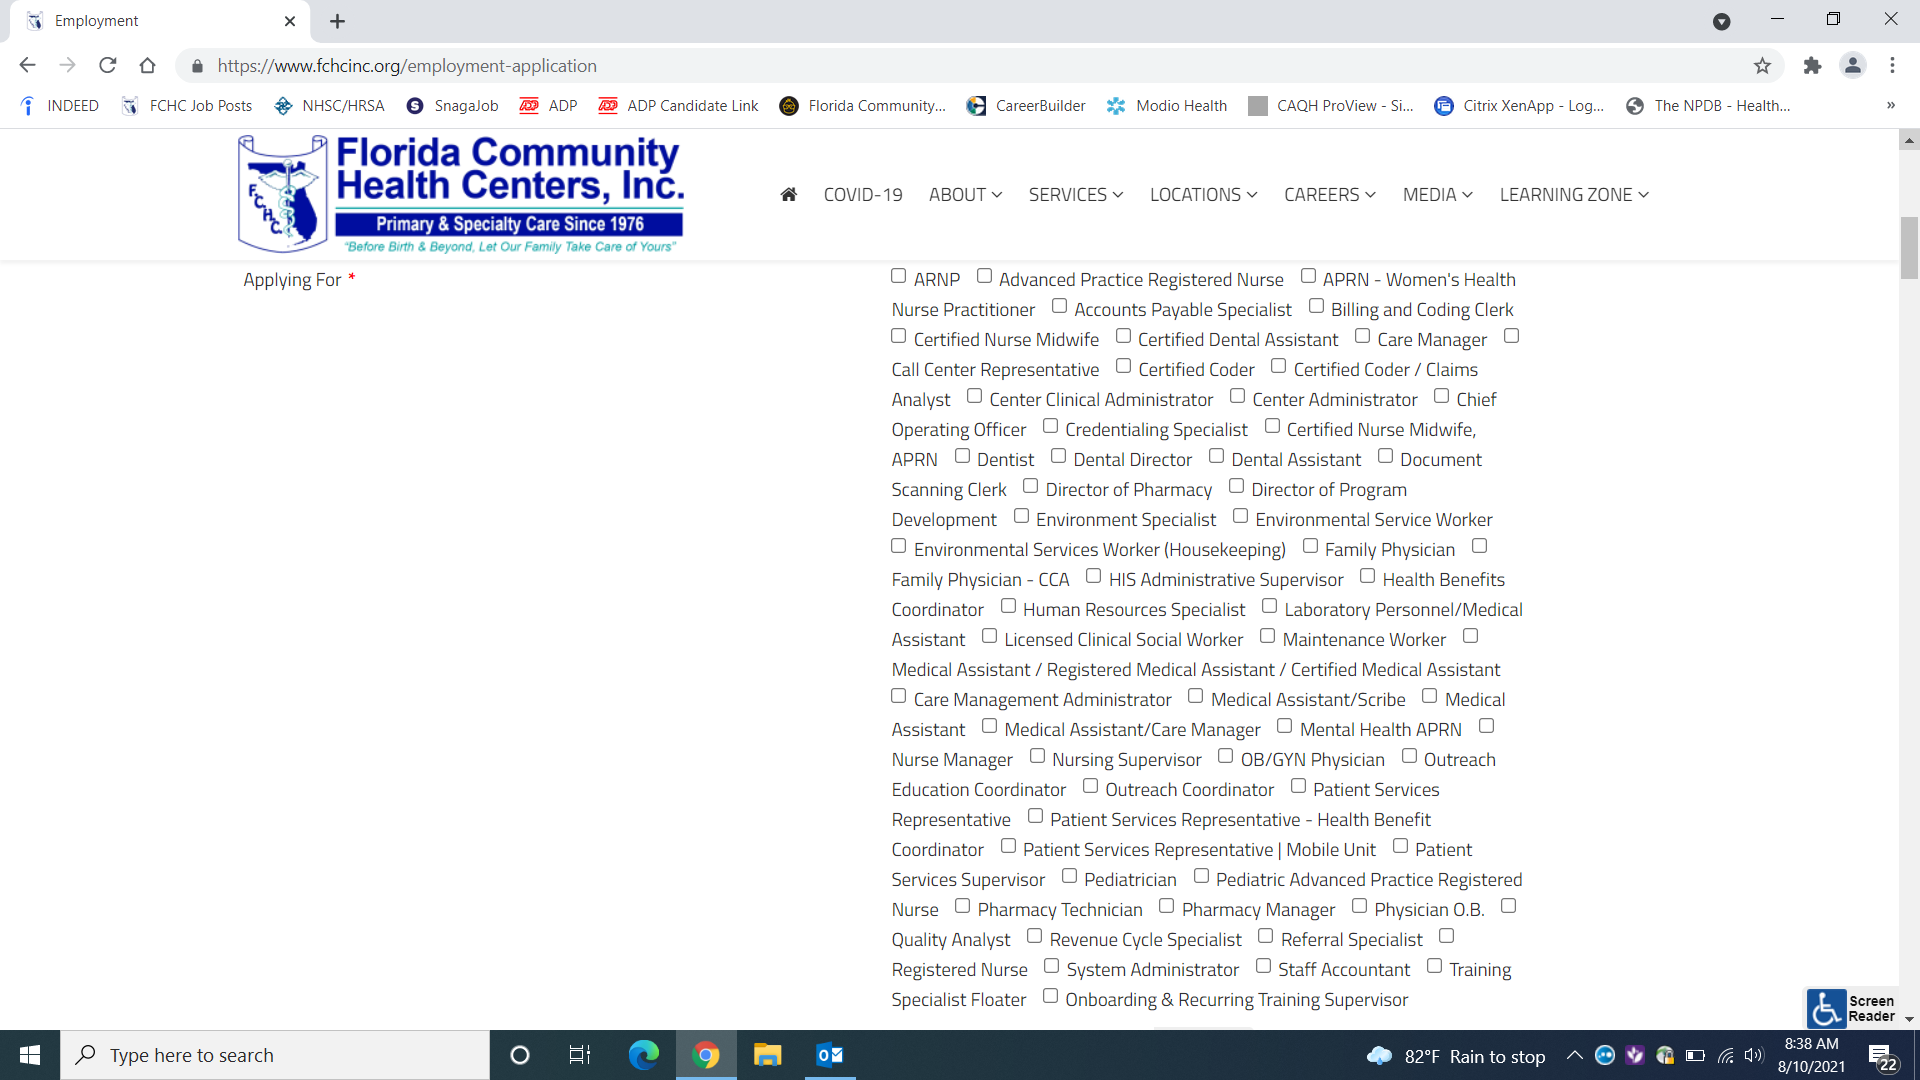 Employment
https://www.fchcinc.org/employment-application
INDEED FCHC Job Posts NHSC/HRSA SnagaJob ADP ADP Candidate Link Florida Community... CareerBuilder Modio Health CAQH ProView - Si... Citrix XenApp - Log... The NPDB - Health... »
Florida Community
Health Centers, Inc.
Primary & Specialty Care Since 1976
"Before Birth & Beyond, Let Our Family Take Care of Yours"
F.C.H.C.
COVID-19 ABOUT SERVICES LOCATIONS CAREERS MEDIA LEARNING ZONE
Applying For *
ARNP Advanced Practice Registered Nurse APRN - Women's Health
Nurse Practitioner Accounts Payable Specialist Billing and Coding Clerk
Certified Nurse Midwife Certified Dental Assistant Care Manager
Call Center Representative Certified Coder Certified Coder / Claims
Analyst Center Clinical Administrator Center Administrator Chief
Operating Officer Credentialing Specialist Certified Nurse Midwife,
APRN Dentist Dental Director Dental Assistant Document
Scanning Clerk Director of Pharmacy Director of Program
Development Environment Specialist Environmental Service Worker
Environmental Services Worker (Housekeeping) Family Physician
Family Physician - CCA HIS Administrative Supervisor Health Benefits
Coordinator Human Resources Specialist Laboratory Personnel/Medical
Assistant Licensed Clinical Social Worker Maintenance Worker
Medical Assistant / Registered Medical Assistant / Certified Medical Assistant
Care Management Administrator Medical Assistant/Scribe Medical
Assistant Medical Assistant/Care Manager Mental Health APRN
Nurse Manager Nursing Supervisor OB/GYN Physician Outreach
Education Coordinator Outreach Coordinator Patient Services
Representative Patient Services Representative - Health Benefit
Coordinator Patient Services Representative | Mobile Unit Patient
Services Supervisor Pediatrician Pediatric Advanced Practice Registered
Nurse Pharmacy Technician Pharmacy Manager Physician O.B.
Quality Analyst Revenue Cycle Specialist Referral Specialist
Registered Nurse System Administrator Staff Accountant Training
Specialist Floater Onboarding & Recurring Training Supervisor
Screen
Reader
Type here to search
82°F Rain to stop
8:38 AM
8/10/2021
22